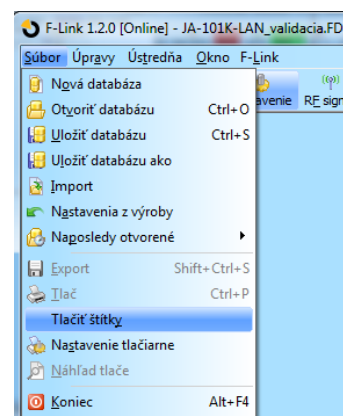 F-Link 1.2.0 [Online] - JA-101K-LAN_validacia.FD
Súbor Úpravy Ústredňa Okno F-Link
Nová databáza
avenie RF sign
Otvoriť databázu Ctrl+O
Uložiť databázu Ctrl+S
Uložiť databázu ako
Import
Nastavenia z výroby
Naposledy otvorené
Export Shift+Ctrl+S
Tlač Ctrl+P
Tlačiť štítky
Nastavenie tlačiarne
Náhľad tlače
Koniec Alt+F4